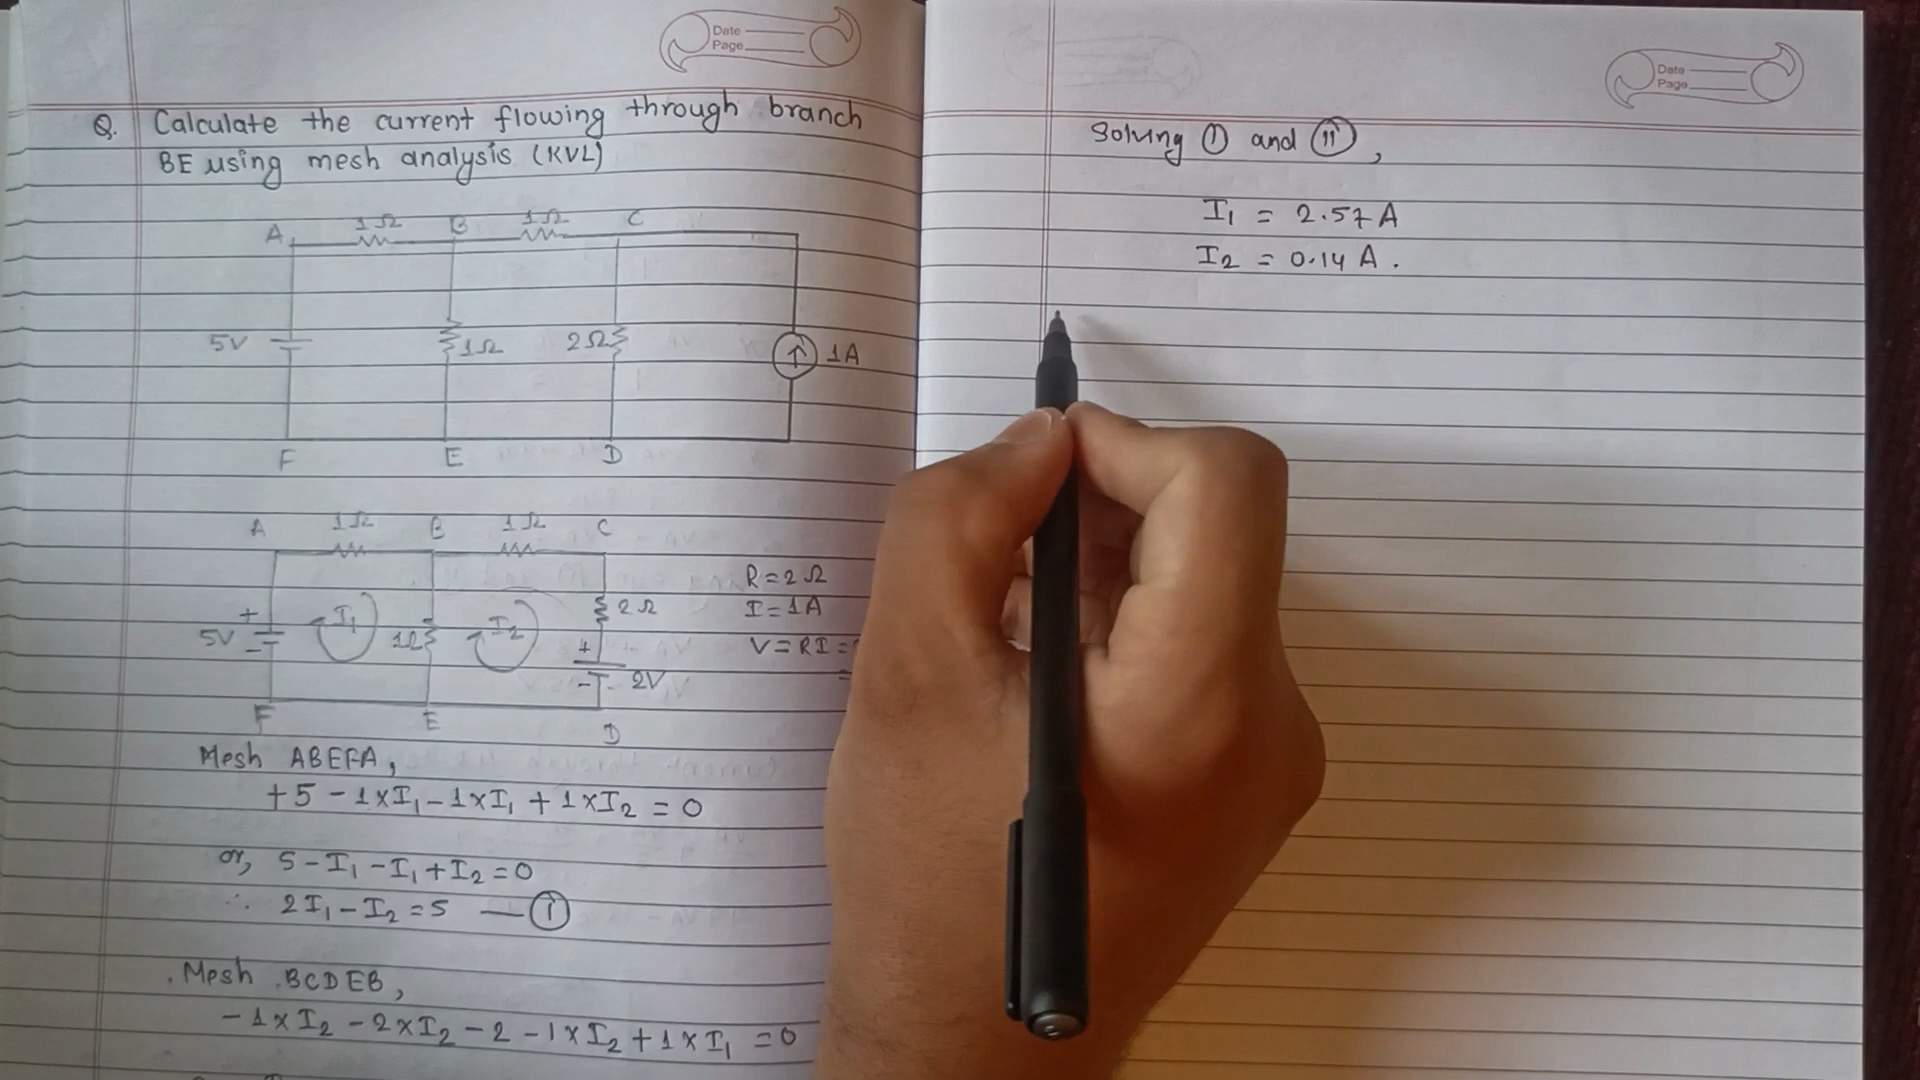 Date
Page
Q. Calculate the current flowing through branch
BE using mesh analysis (KVL)
A 1Ω B 1Ω C
5V 1Ω 2Ω 1A
F E D
A 1Ω B 1Ω C
R = 2 Ω
+ I₁ 1Ω I₂ 2 Ω I = 1A
5V - + V = RI =
- 2V =
F E D
Mesh ABEFA,
+5 - 1×I₁ - 1×I₁ + 1×I₂ = 0
or, 5 - I₁ - I₁ + I₂ = 0
∴ 2I₁ - I₂ = 5 — (i)
Mesh BCDEB,
-1×I₂ - 2×I₂ - 2 - 1×I₂ + 1×I₁ = 0
Date
Page
Solving (i) and (ii),
I₁ = 2.57 A
I₂ = 0.14 A.